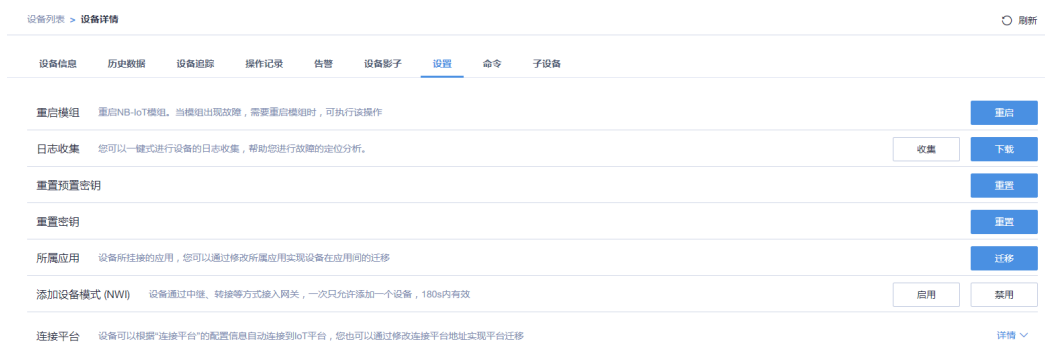 设备列表 > 设备详情 刷新
设备信息 历史数据 设备追踪 操作记录 告警 设备影子 设置 命令 子设备
重启模组 重启NB-IoT模组。当模组出现故障，需要重启模组时，可执行该操作 重启
日志收集 您可以一键式进行设备的日志收集，帮助您进行故障的定位分析。 收集 下载
重置预置密钥 重置
重置密钥 重置
所属应用 设备所挂接的应用，您可以通过修改所属应用实现设备在应用间的迁移 迁移
添加设备模式 (NWI) 设备通过中继、转接等方式接入网关，一次只允许添加一个设备，180s内有效 启用 禁用
连接平台 设备可以根据“连接平台”的配置信息自动连接到IoT平台，您也可以通过修改连接平台地址实现平台迁移 详情